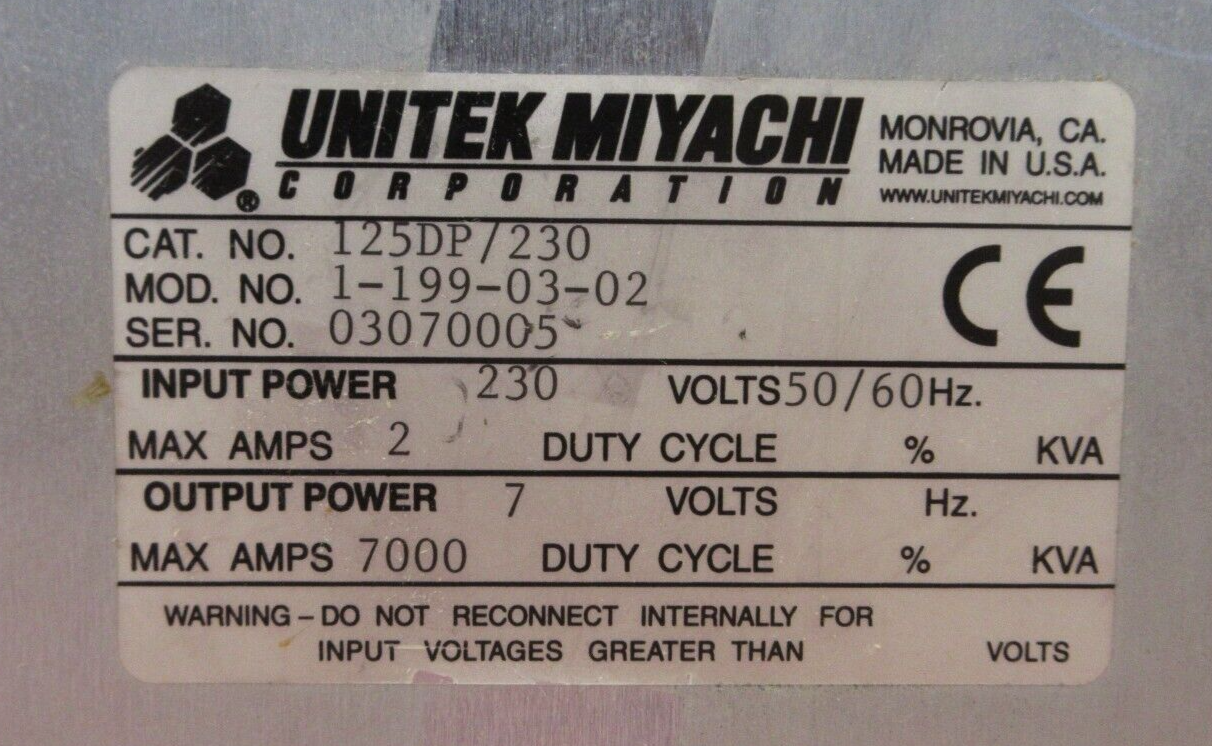 UNITEK MIYACHI
CORPORATION
®
MONROVIA, CA.
MADE IN U.S.A.
WWW.UNITEKMIYACHI.COM
CAT. NO. 125DP/230
MOD. NO. 1-199-03-02
SER. NO. 03070005
CE
INPUT POWER 230 VOLTS 50/60 Hz.
MAX AMPS 2 DUTY CYCLE % KVA
OUTPUT POWER 7 VOLTS Hz.
MAX AMPS 7000 DUTY CYCLE % KVA
WARNING – DO NOT RECONNECT INTERNALLY FOR
INPUT VOLTAGES GREATER THAN VOLTS